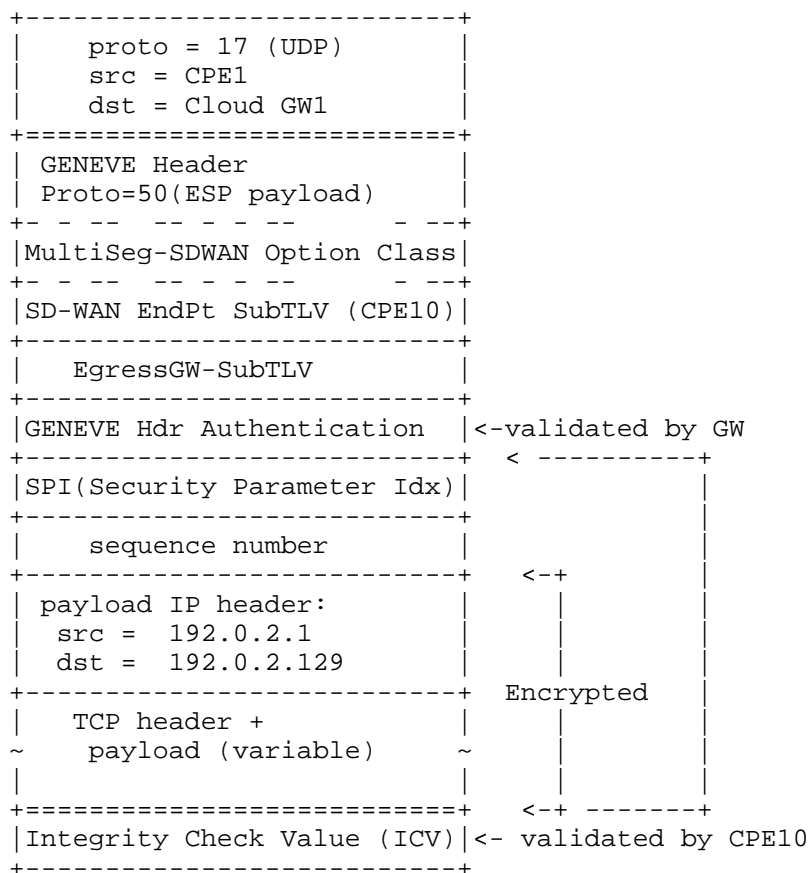 proto = 17 (UDP)
src = CPE1
dst = Cloud GW1
GENEVE Header
Proto=50(ESP payload)
MultiSeg-SDWAN Option Class
SD-WAN EndPt SubTLV (CPE10)
EgressGW-SubTLV
GENEVE Hdr Authentication <-validated by GW
SPI(Security Parameter Idx)
sequence number
payload IP header:
src = 192.0.2.1
dst = 192.0.2.129
Encrypted
TCP header +
payload (variable)
Integrity Check Value (ICV) <- validated by CPE10